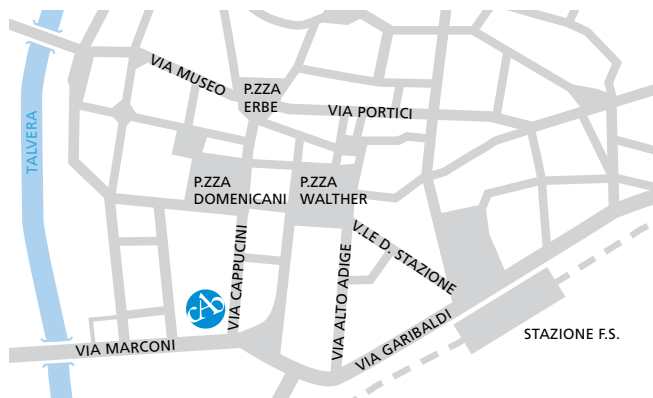 VIA MUSEO
P.ZZA
ERBE
VIA PORTICI
TALVERA
P.ZZA
DOMENICANI
P.ZZA
WALTHER
V.LE D. STAZIONE
VIA CAPPUCINI
VIA ALTO ADIGE
VIA GARIBALDI
VIA MARCONI
STAZIONE F.S.